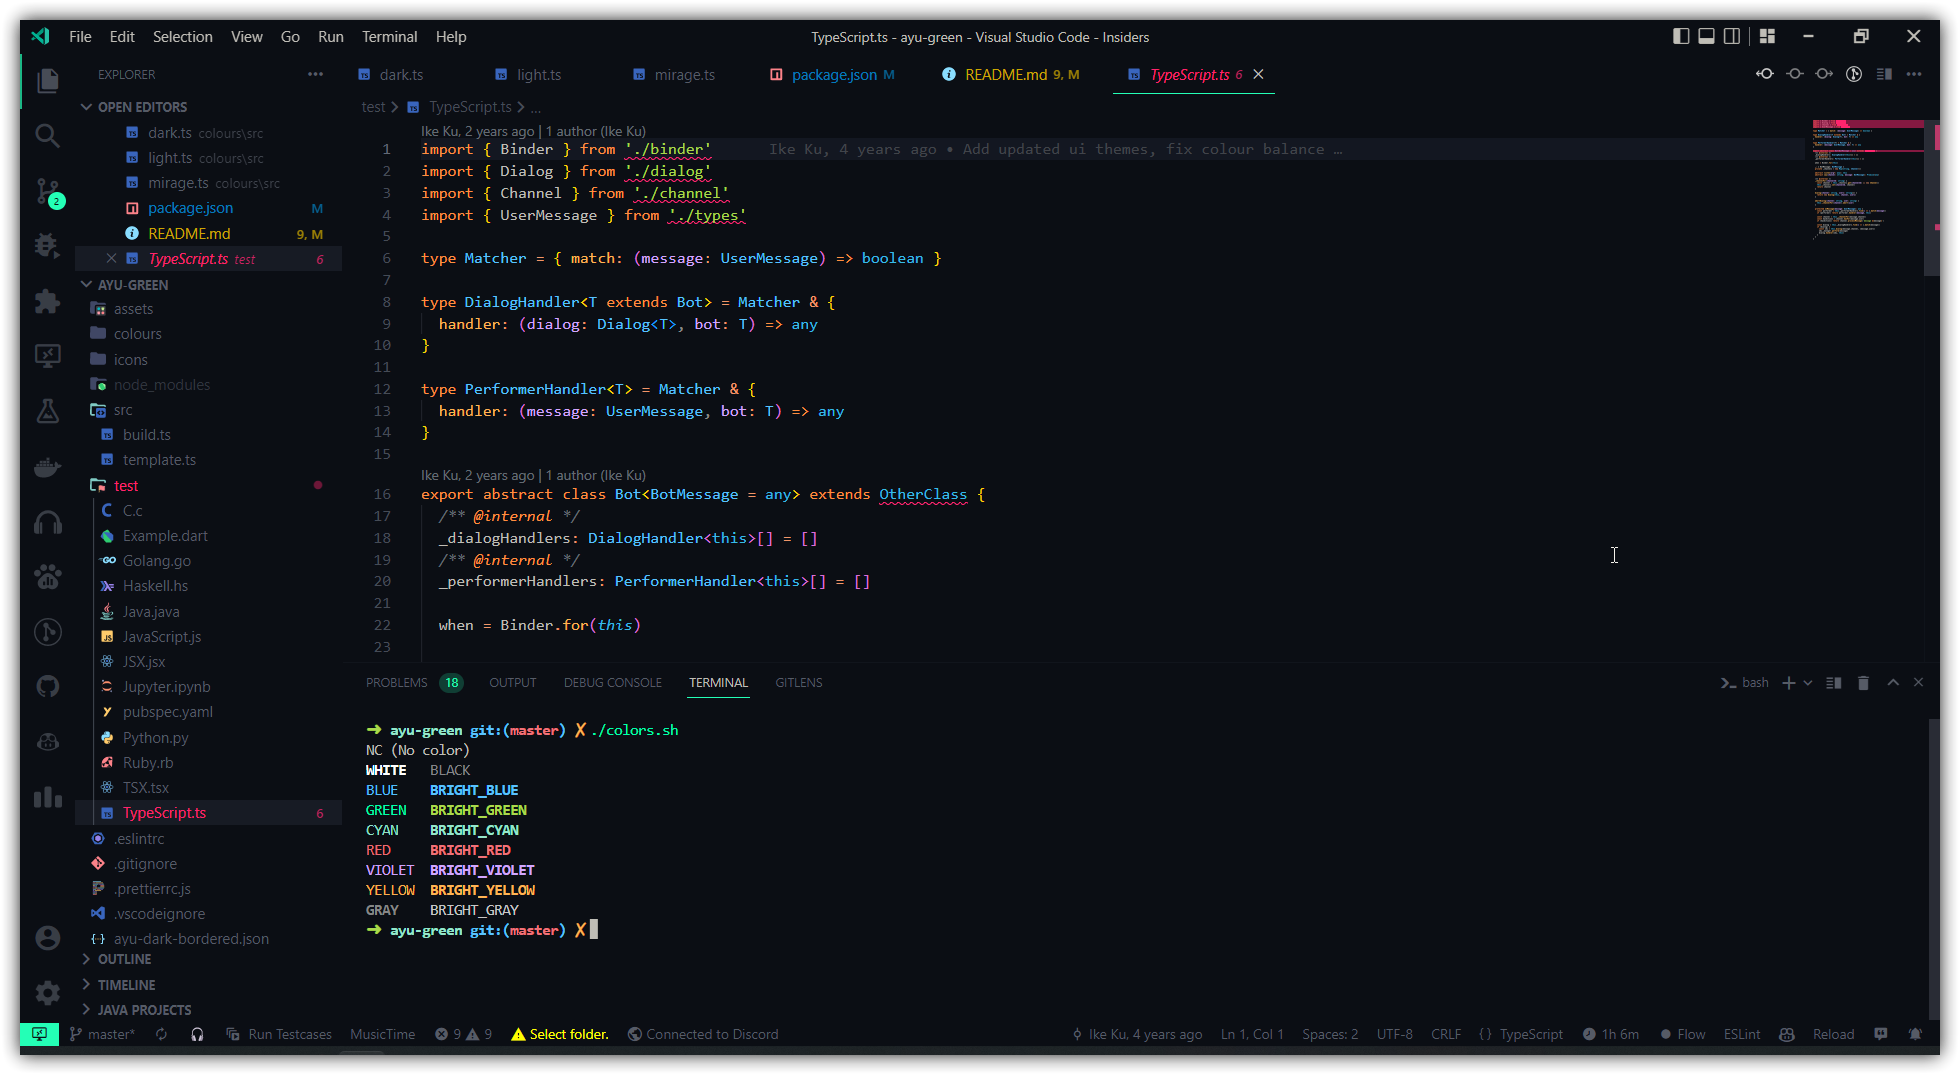 File Edit Selection View Go Run Terminal Help
TypeScript.ts - ayu-green - Visual Studio Code - Insiders
EXPLORER
OPEN EDITORS
dark.ts colours\src
light.ts colours\src
mirage.ts colours\src
package.json M
README.md 9, M
TypeScript.ts test 6
AYU-GREEN
assets
colours
icons
node_modules
src
build.ts
template.ts
test
C.c
Example.dart
Golang.go
Haskell.hs
Java.java
JavaScript.js
JSX.jsx
Jupyter.ipynb
pubspec.yaml
Python.py
Ruby.rb
TSX.tsx
TypeScript.ts 6
.eslintrc
.gitignore
.prettierrc.js
.vscodeignore
ayu-dark-bordered.json
OUTLINE
TIMELINE
JAVA PROJECTS
2
dark.ts light.ts mirage.ts package.json M README.md 9, M TypeScript.ts 6
test > TypeScript.ts > ...
Ike Ku, 2 years ago | 1 author (Ike Ku)
1 import { Binder } from './binder' Ike Ku, 4 years ago • Add updated ui themes, fix colour balance …
2 import { Dialog } from './dialog'
3 import { Channel } from './channel'
4 import { UserMessage } from './types'
5
6 type Matcher = { match: (message: UserMessage) => boolean }
7
8 type DialogHandler<T extends Bot> = Matcher & {
9 handler: (dialog: Dialog<T>, bot: T) => any
10 }
11
12 type PerformerHandler<T> = Matcher & {
13 handler: (message: UserMessage, bot: T) => any
14 }
15
Ike Ku, 2 years ago | 1 author (Ike Ku)
16 export abstract class Bot<BotMessage = any> extends OtherClass {
17 /** @internal */
18 _dialogHandlers: DialogHandler<this>[] = []
19 /** @internal */
20 _performerHandlers: PerformerHandler<this>[] = []
21
22 when = Binder.for(this)
23
PROBLEMS 18 OUTPUT DEBUG CONSOLE TERMINAL GITLENS
bash
➜ ayu-green git:(master) ✗ ./colors.sh
NC (No color)
WHITE BLACK
BLUE BRIGHT_BLUE
GREEN BRIGHT_GREEN
CYAN BRIGHT_CYAN
RED BRIGHT_RED
VIOLET BRIGHT_VIOLET
YELLOW BRIGHT_YELLOW
GRAY BRIGHT_GRAY
➜ ayu-green git:(master) ✗
master* Run Testcases MusicTime 9 9 Select folder. Connected to Discord Ike Ku, 4 years ago Ln 1, Col 1 Spaces: 2 UTF-8 CRLF { } TypeScript 1h 6m Flow ESLint Reload